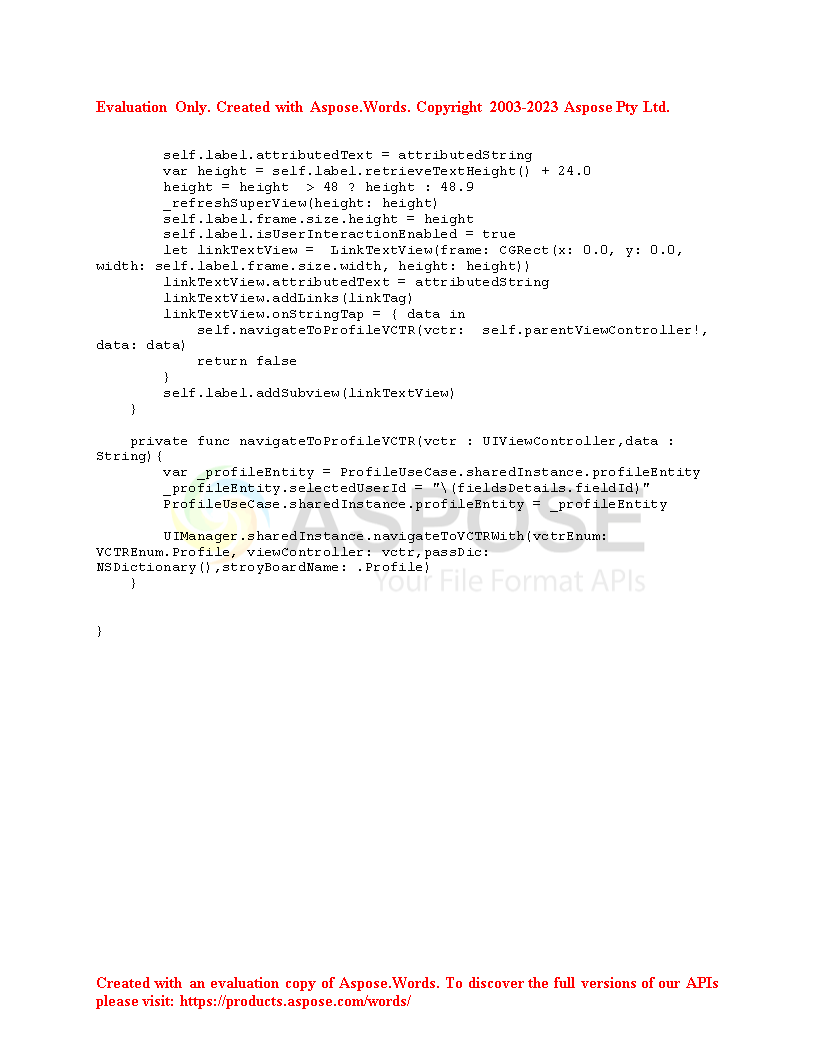 Evaluation Only. Created with Aspose.Words. Copyright 2003-2023 Aspose Pty Ltd.
self.label.attributedText = attributedString
var height = self.label.retrieveTextHeight() + 24.0
height = height  > 48 ? height : 48.9
_refreshSuperView(height: height)
self.label.frame.size.height = height
self.label.isUserInteractionEnabled = true
let linkTextView =  LinkTextView(frame: CGRect(x: 0.0, y: 0.0,
width: self.label.frame.size.width, height: height))
linkTextView.attributedText = attributedString
linkTextView.addLinks(linkTag)
linkTextView.onStringTap = { data in
self.navigateToProfileVCTR(vctr:  self.parentViewController!,
data: data)
return false
}
self.label.addSubview(linkTextView)
}
private func navigateToProfileVCTR(vctr : UIViewController,data :
String){
var _profileEntity = ProfileUseCase.sharedInstance.profileEntity
_profileEntity.selectedUserId = "\(fieldsDetails.fieldId)"
ProfileUseCase.sharedInstance.profileEntity = _profileEntity
UIManager.sharedInstance.navigateToVCTRWith(vctrEnum:
VCTREnum.Profile, viewController: vctr,passDic:
NSDictionary(),stroyBoardName: .Profile)
}
}
ASPOSE
Your File Format APIs
Created with an evaluation copy of Aspose.Words. To discover the full versions of our APIs
please visit: https://products.aspose.com/words/